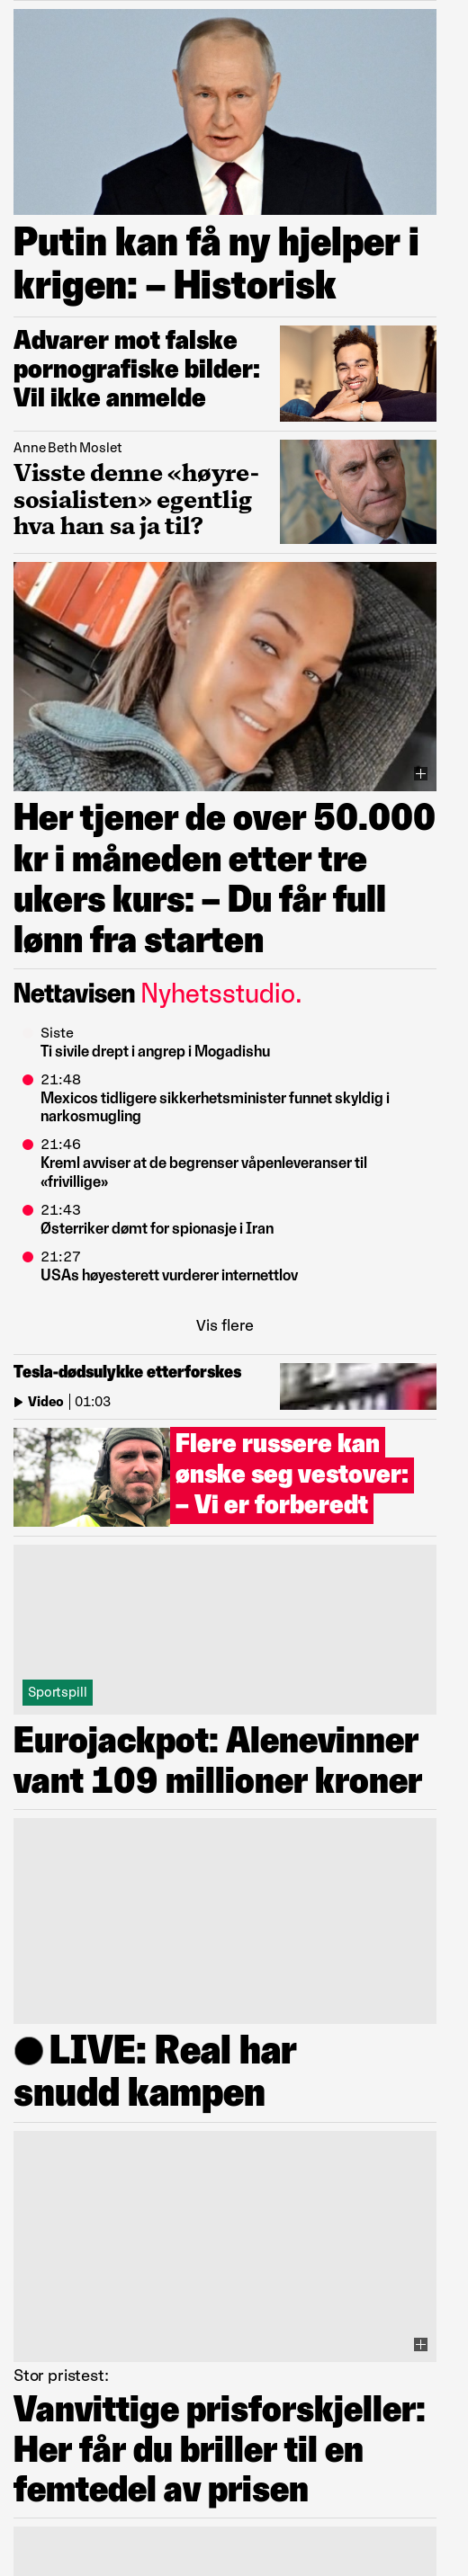 Putin kan få ny hjelper i
krigen: – Historisk
Advarer mot falske
pornografiske bilder:
Vil ikke anmelde
Anne Beth Moslet
Visste denne «høyre-
sosialisten» egentlig
hva han sa ja til?
Her tjener de over 50.000
kr i måneden etter tre
ukers kurs: – Du får full
lønn fra starten
Nettavisen Nyhetsstudio.
Siste
Ti sivile drept i angrep i Mogadishu
21:48
Mexicos tidligere sikkerhetsminister funnet skyldig i
narkosmugling
21:46
Kreml avviser at de begrenser våpenleveranser til
«frivillige»
21:43
Østerriker dømt for spionasje i Iran
21:27
USAs høyesterett vurderer internettlov
Vis flere
Tesla-dødsulykke etterforskes
Video | 01:03
Flere russere kan
ønske seg vestover:
– Vi er forberedt
Sportspill
Eurojackpot: Alenevinner
vant 109 millioner kroner
LIVE: Real har
snudd kampen
Stor pristest:
Vanvittige prisforskjeller:
Her får du briller til en
femtedel av prisen